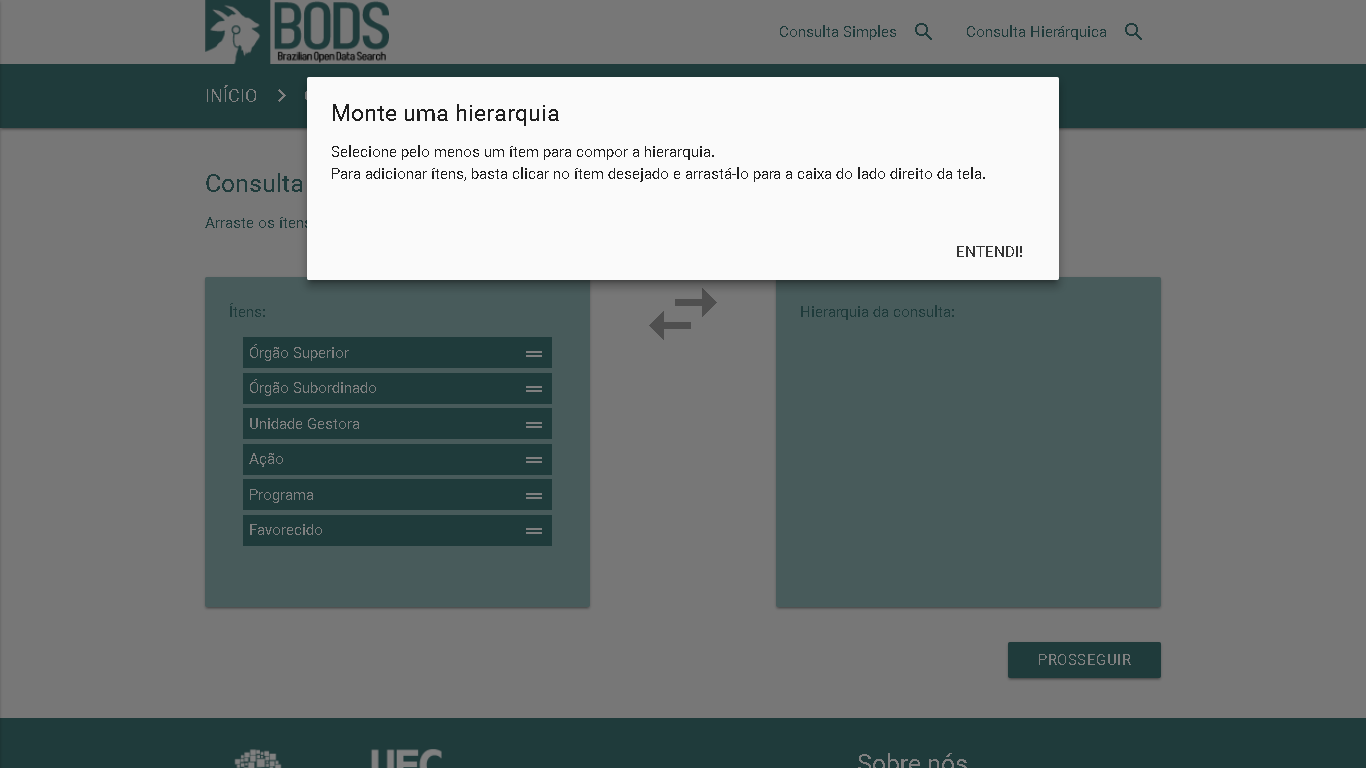 BODS
Brazilian Open Data Search
Consulta Simples
Consulta Hierárquica
INÍCIO
Monte uma hierarquia
Selecione pelo menos um ítem para compor a hierarquia.
Para adicionar ítens, basta clicar no ítem desejado e arrastá-lo para a caixa do lado direito da tela.
ENTENDI!
Consulta
Arraste os ítens
Ítens:
Órgão Superior
Órgão Subordinado
Unidade Gestora
Ação
Programa
Favorecido
Hierarquia da consulta:
PROSSEGUIR
UFC
Sobre nós